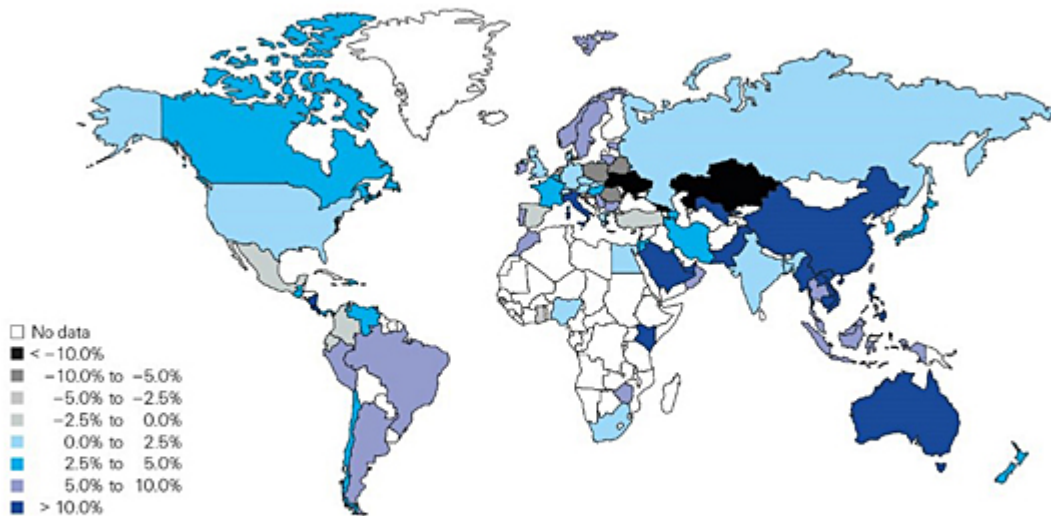 No data
< −10.0%
−10.0% to −5.0%
−5.0% to −2.5%
−2.5% to 0.0%
0.0% to 2.5%
2.5% to 5.0%
5.0% to 10.0%
> 10.0%